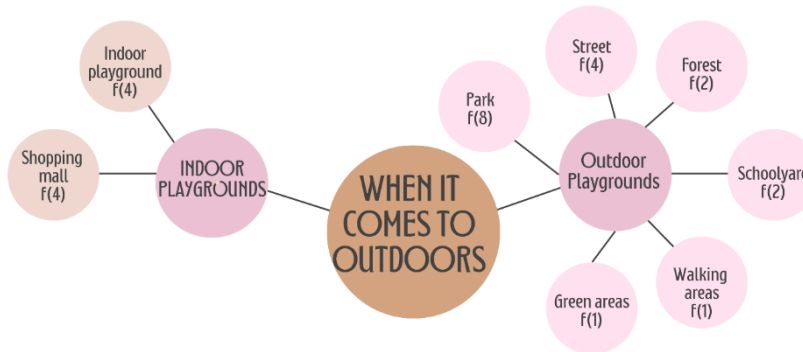 Indoor
playground
f(4)
Shopping
mall
f(4)
INDOOR
PLAYGROUNDS
WHEN IT
COMES TO
OUTDOORS
Park
f(8)
Street
f(4)
Forest
f(2)
Outdoor
Playgrounds
Schoolyard
f(2)
Green areas
f(1)
Walking
areas
f(1)